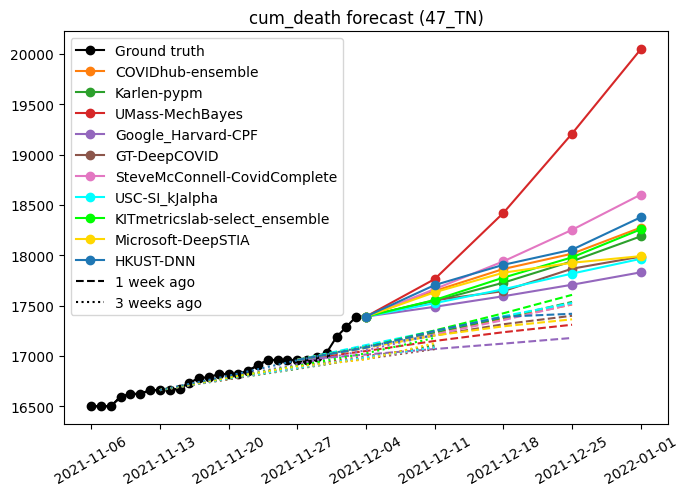 cum_death forecast (47_TN)
20000
19500
19000
18500
18000
17500
17000
16500
Ground truth
COVIDhub-ensemble
Karlen-pypm
UMass-MechBayes
Google_Harvard-CPF
GT-DeepCOVID
SteveMcConnell-CovidComplete
USC-SI_kJalpha
KITmetricslab-select_ensemble
Microsoft-DeepSTIA
HKUST-DNN
1 week ago
3 weeks ago
2021-11-06
2021-11-13
2021-11-20
2021-11-27
2021-12-04
2021-12-11
2021-12-18
2021-12-25
2022-01-01